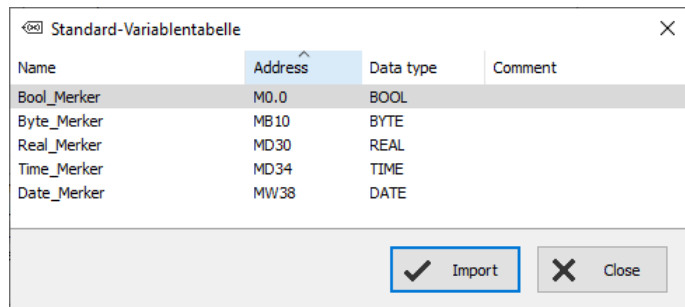 Standard-Variablentabelle
Name Address Data type Comment
Bool_Merker M0.0 BOOL
Byte_Merker MB10 BYTE
Real_Merker MD30 REAL
Time_Merker MD34 TIME
Date_Merker MW38 DATE
Import Close